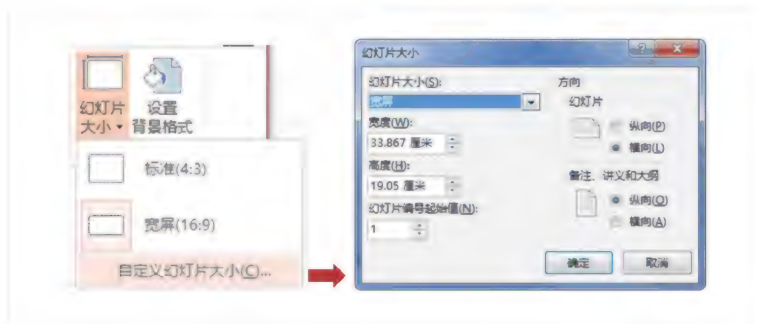 幻灯片
大小
设置
背景格式
标准(4:3)
宽屏(16:9)
自定义幻灯片大小(C)...
幻灯片大小
幻灯片大小(S):
宽屏
宽度(W):
33.867 厘米
高度(H):
19.05 厘米
幻灯片编号起始值(N):
1
方向
幻灯片
纵向(P)
横向(L)
备注、讲义和大纲
纵向(O)
横向(A)
确定
取消